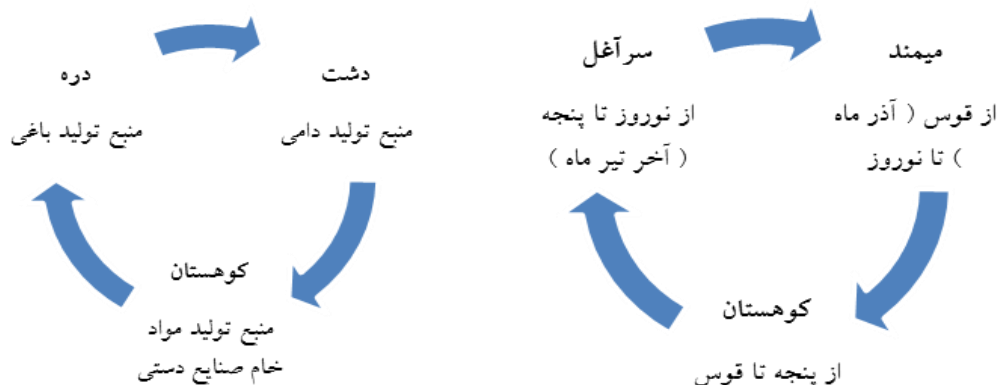 میمند
از قوس ( آذر ماه
) تا نوروز
سرآغل
از نوروز تا پنجه
( آخر تیر ماه )
کوهستان
از پنجه تا قوس
دشت
منبع تولید دامی
دره
منبع تولید باغی
کوهستان
منبع تولید مواد
خام صنایع دستی